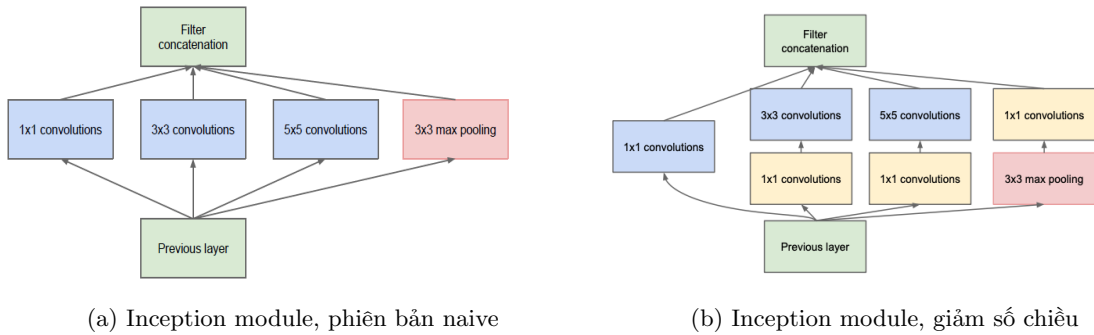 Filter
concatenation
1x1 convolutions
3x3 convolutions
5x5 convolutions
3x3 max pooling
Previous layer
(a) Inception module, phiên bản naive
Filter
concatenation
3x3 convolutions
5x5 convolutions
1x1 convolutions
1x1 convolutions
1x1 convolutions
1x1 convolutions
3x3 max pooling
Previous layer
(b) Inception module, giảm số chiều